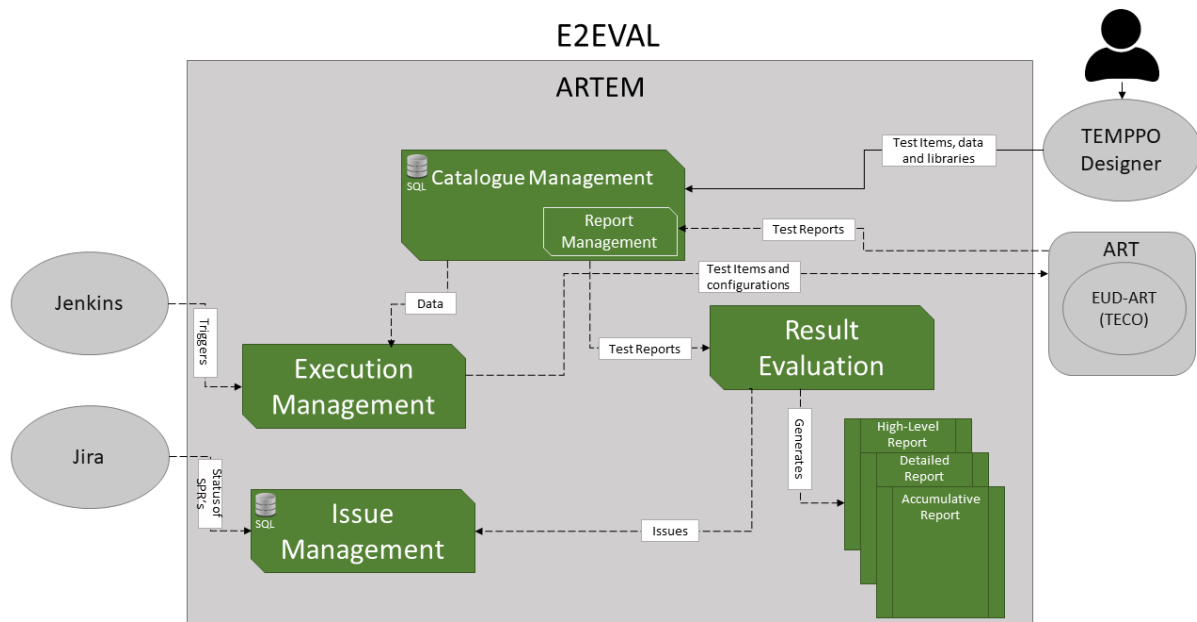 E2EVAL
ARTEM
TEMPPO
Designer
Test Items, data
and libraries
SQL
Catalogue Management
Report
Management
Test Reports
ART
EUD-ART
(TECO)
Test Items and
configurations
Jenkins
Triggers
Data
Execution
Management
Test Reports
Result
Evaluation
Generates
High-Level
Report
Detailed
Report
Accumulative
Report
Jira
Status of
SPR's
SQL
Issue
Management
Issues